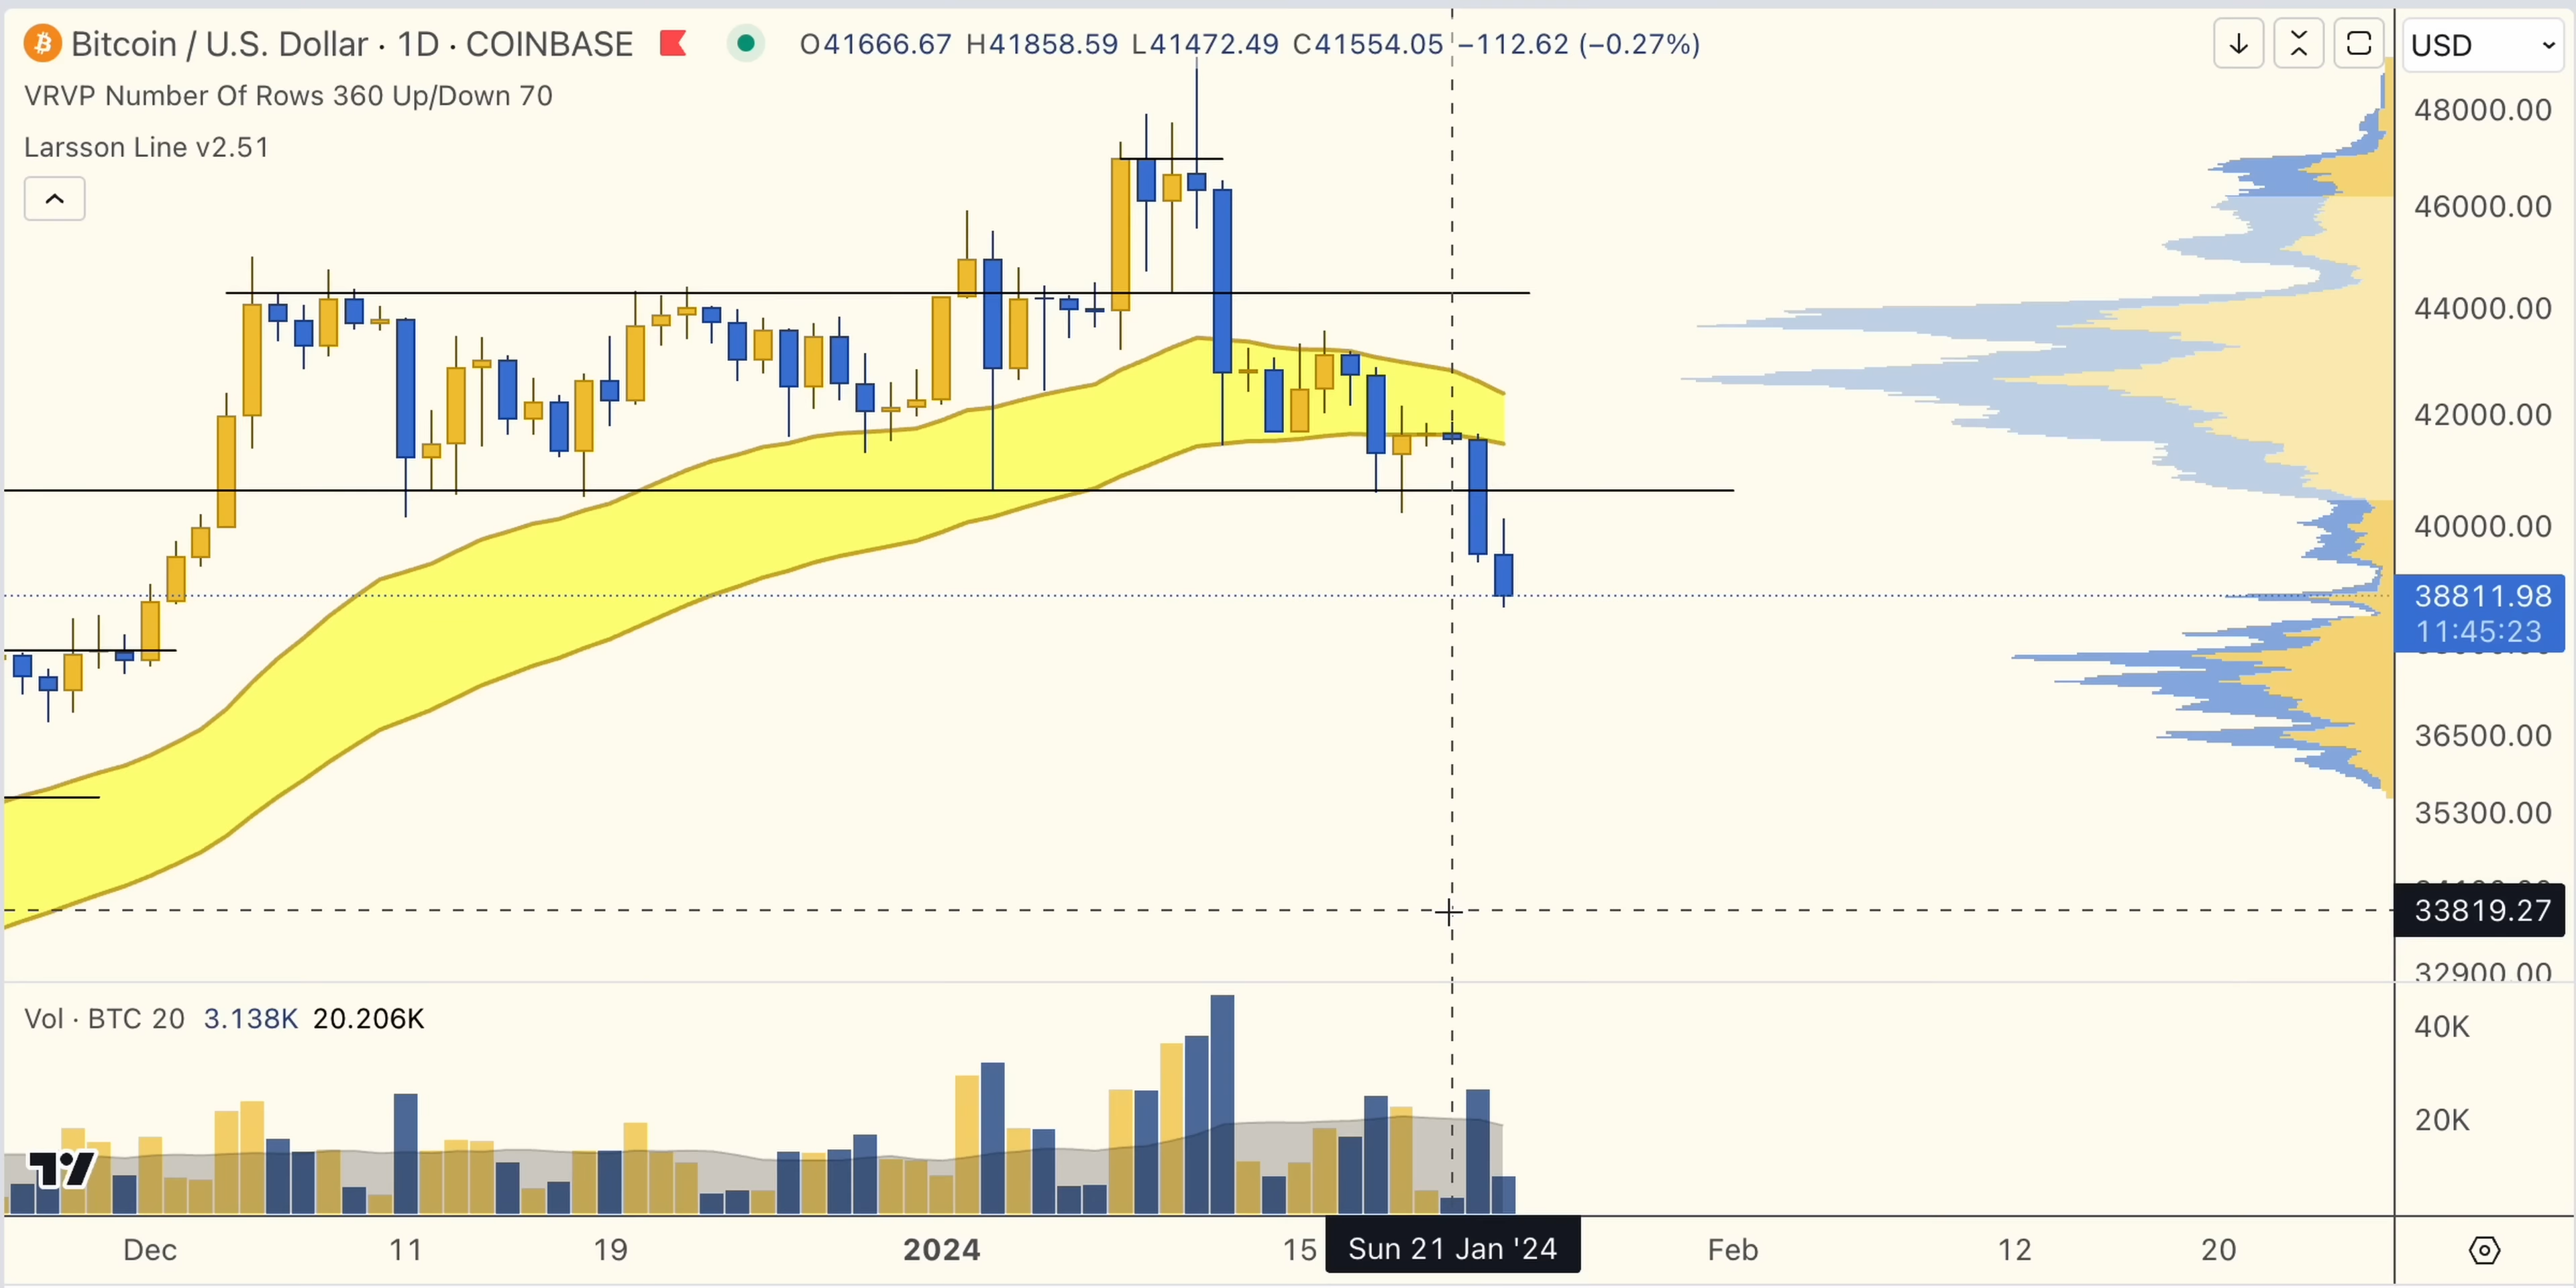 Bitcoin / U.S. Dollar · 1D · COINBASE O41666.67 H41858.59 L41472.49 C41554.05 −112.62 (−0.27%)
USD
VRVP Number Of Rows 360 Up/Down 70
Larsson Line v2.51
48000.00
46000.00
44000.00
42000.00
40000.00
38811.98
11:45:23
36500.00
35300.00
33819.27
32900.00
Vol · BTC 20 3.138K 20.206K
40K
20K
Dec 11 19 2024 15 Sun 21 Jan '24 Feb 12 20